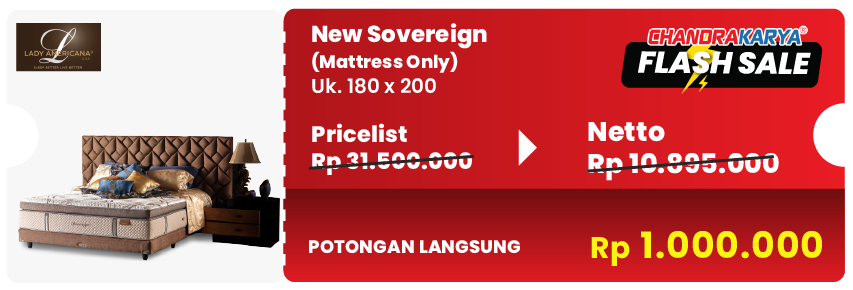 L
LADY AMERICANA®
USA
SLEEP BETTER LIVE BETTER
New Sovereign
(Mattress Only)
Uk. 180 x 200
CHANDRAKARYA®
FLASH SALE
Pricelist
Rp 31.500.000
Netto
Rp 10.895.000
POTONGAN LANGSUNG
Rp 1.000.000